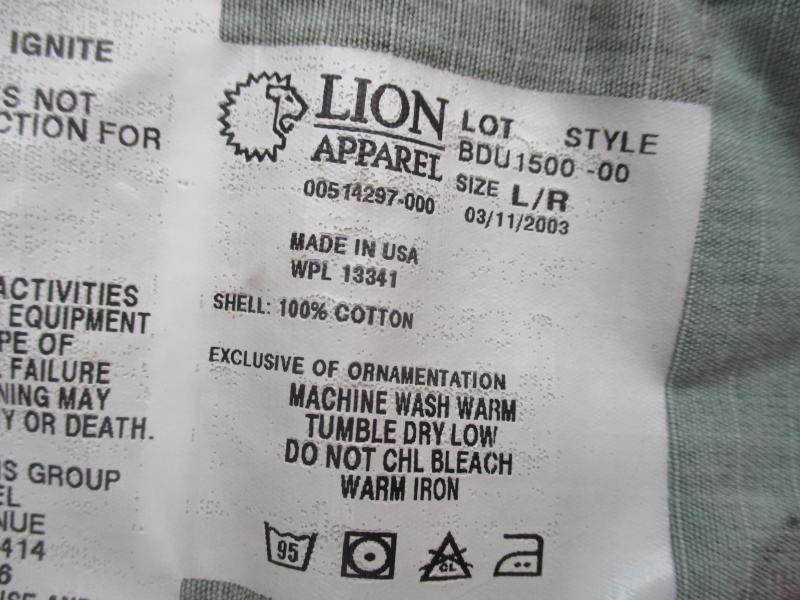 IGNITE
S NOT
CTION FOR
ACTIVITIES
EQUIPMENT
PE OF
FAILURE
NING MAY
Y OR DEATH.
S GROUP
EL
NUE
414
6
LION
APPAREL
00514297-000
LOT STYLE
BDU1500 -00
SIZE L/R
03/11/2003
MADE IN USA
WPL 13341
SHELL: 100% COTTON
EXCLUSIVE OF ORNAMENTATION
MACHINE WASH WARM
TUMBLE DRY LOW
DO NOT CHL BLEACH
WARM IRON
95
CL